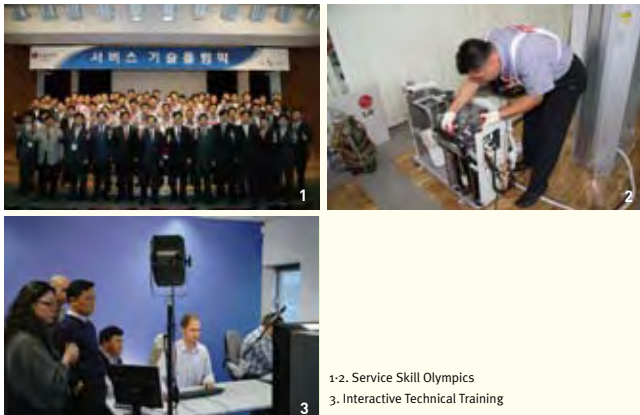 서비스 기술올림픽
1
2
3
1·2. Service Skill Olympics
3. Interactive Technical Training